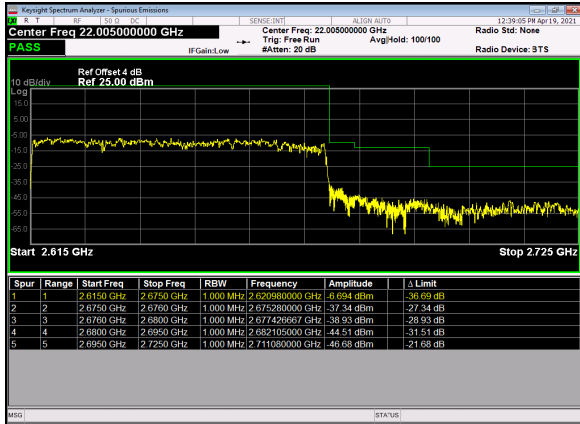 Keysight Spectrum Analyzer - Spurious Emissions
R T RF 50 Ω DC SENSE:INT ALIGN AUTO 12:39:05 PM Apr 19, 2021
Center Freq 22.005000000 GHz Center Freq: 22.005000000 GHz Radio Std: None
Trig: Free Run Avg|Hold: 100/100
PASS IFGain:Low #Atten: 20 dB Radio Device: BTS
Ref Offset 4 dB
10 dB/div Ref 25.00 dBm
Log
15.0
5.00
-5.00
-15.0
-25.0
-35.0
-45.0
-55.0
-65.0
Start 2.615 GHz Stop 2.725 GHz
Spur Range Start Freq Stop Freq RBW Frequency Amplitude Δ Limit
1 1 2.6150 GHz 2.6750 GHz 1.000 MHz 2.620980000 GHz -6.694 dBm -36.69 dB
2 2 2.6750 GHz 2.6760 GHz 1.000 MHz 2.675280000 GHz -37.34 dBm -27.34 dB
3 3 2.6760 GHz 2.6800 GHz 1.000 MHz 2.677426667 GHz -38.93 dBm -28.93 dB
4 4 2.6800 GHz 2.6950 GHz 1.000 MHz 2.682105000 GHz -44.51 dBm -31.51 dB
5 5 2.6950 GHz 2.7250 GHz 1.000 MHz 2.711080000 GHz -46.68 dBm -21.68 dB
MSG STATUS